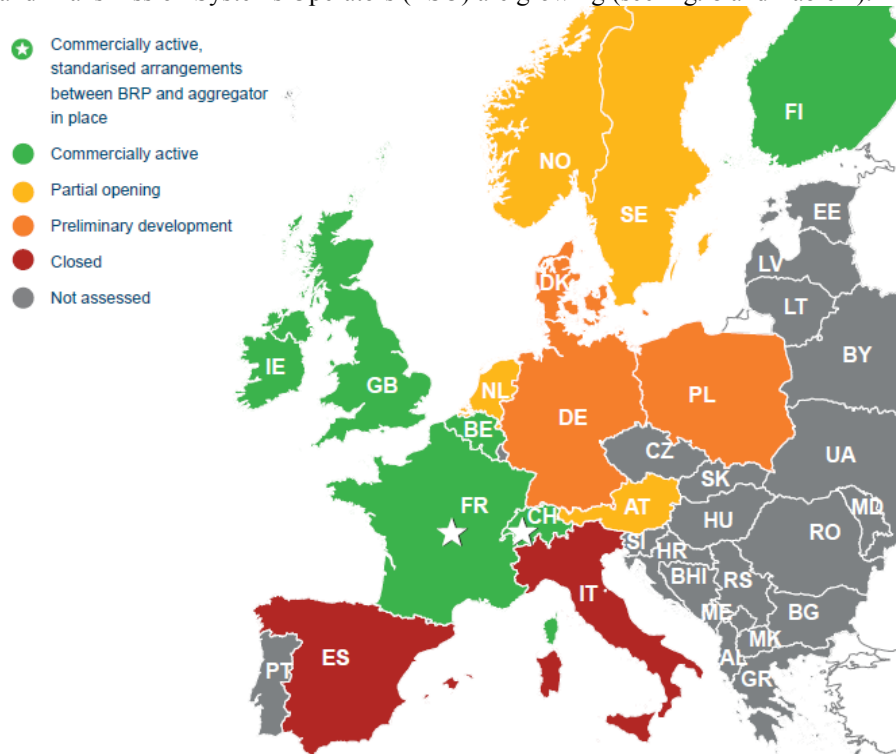 Commercially active,
standarised arrangements
between BRP and aggregator
in place
Commercially active
Partial opening
Preliminary development
Closed
Not assessed
FI
NO
SE
EE
LV
LT
DK
BY
IE
GB
NL
PL
DE
BE
CZ
UA
SK
FR
CH
AT
HU
MD
RO
SI
HR
BHI
RS
IT
ME
BG
MK
AL
GR
PT
ES